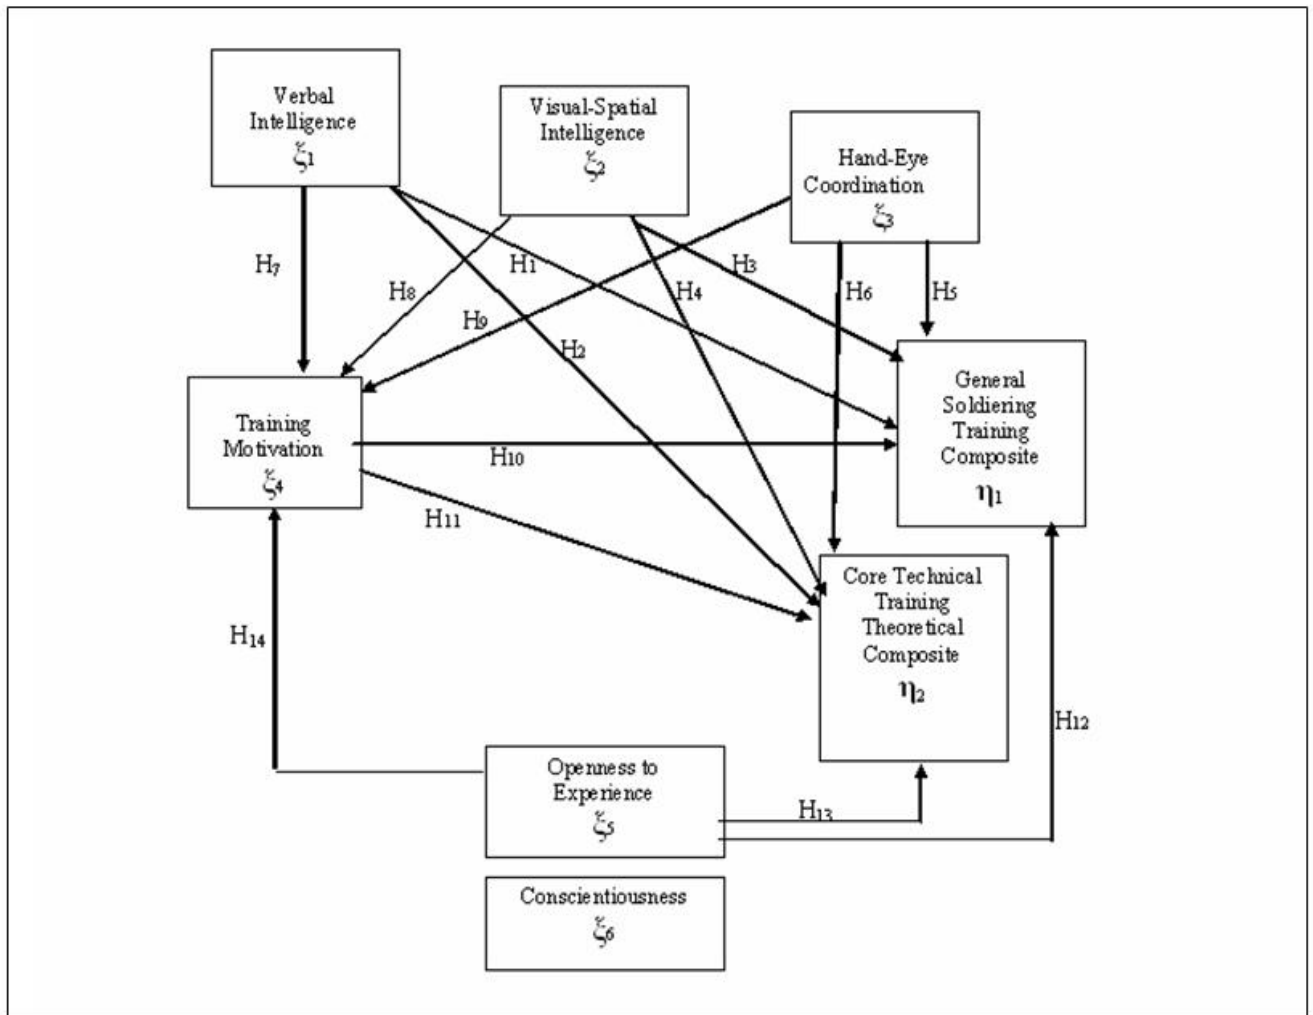 Verbal
Intelligence
ξ1
Visual-Spatial
Intelligence
ξ2
Hand-Eye
Coordination
ξ3
H7
H8
H1
H9
H2
H3
H4
H6
H5
Training
Motivation
ξ4
General
Soldiering
Training
Composite
η1
H10
H11
Core Technical
Training
Theoretical
Composite
η2
H14
H12
Openness to
Experience
ξ5
H13
Conscientiousness
ξ6